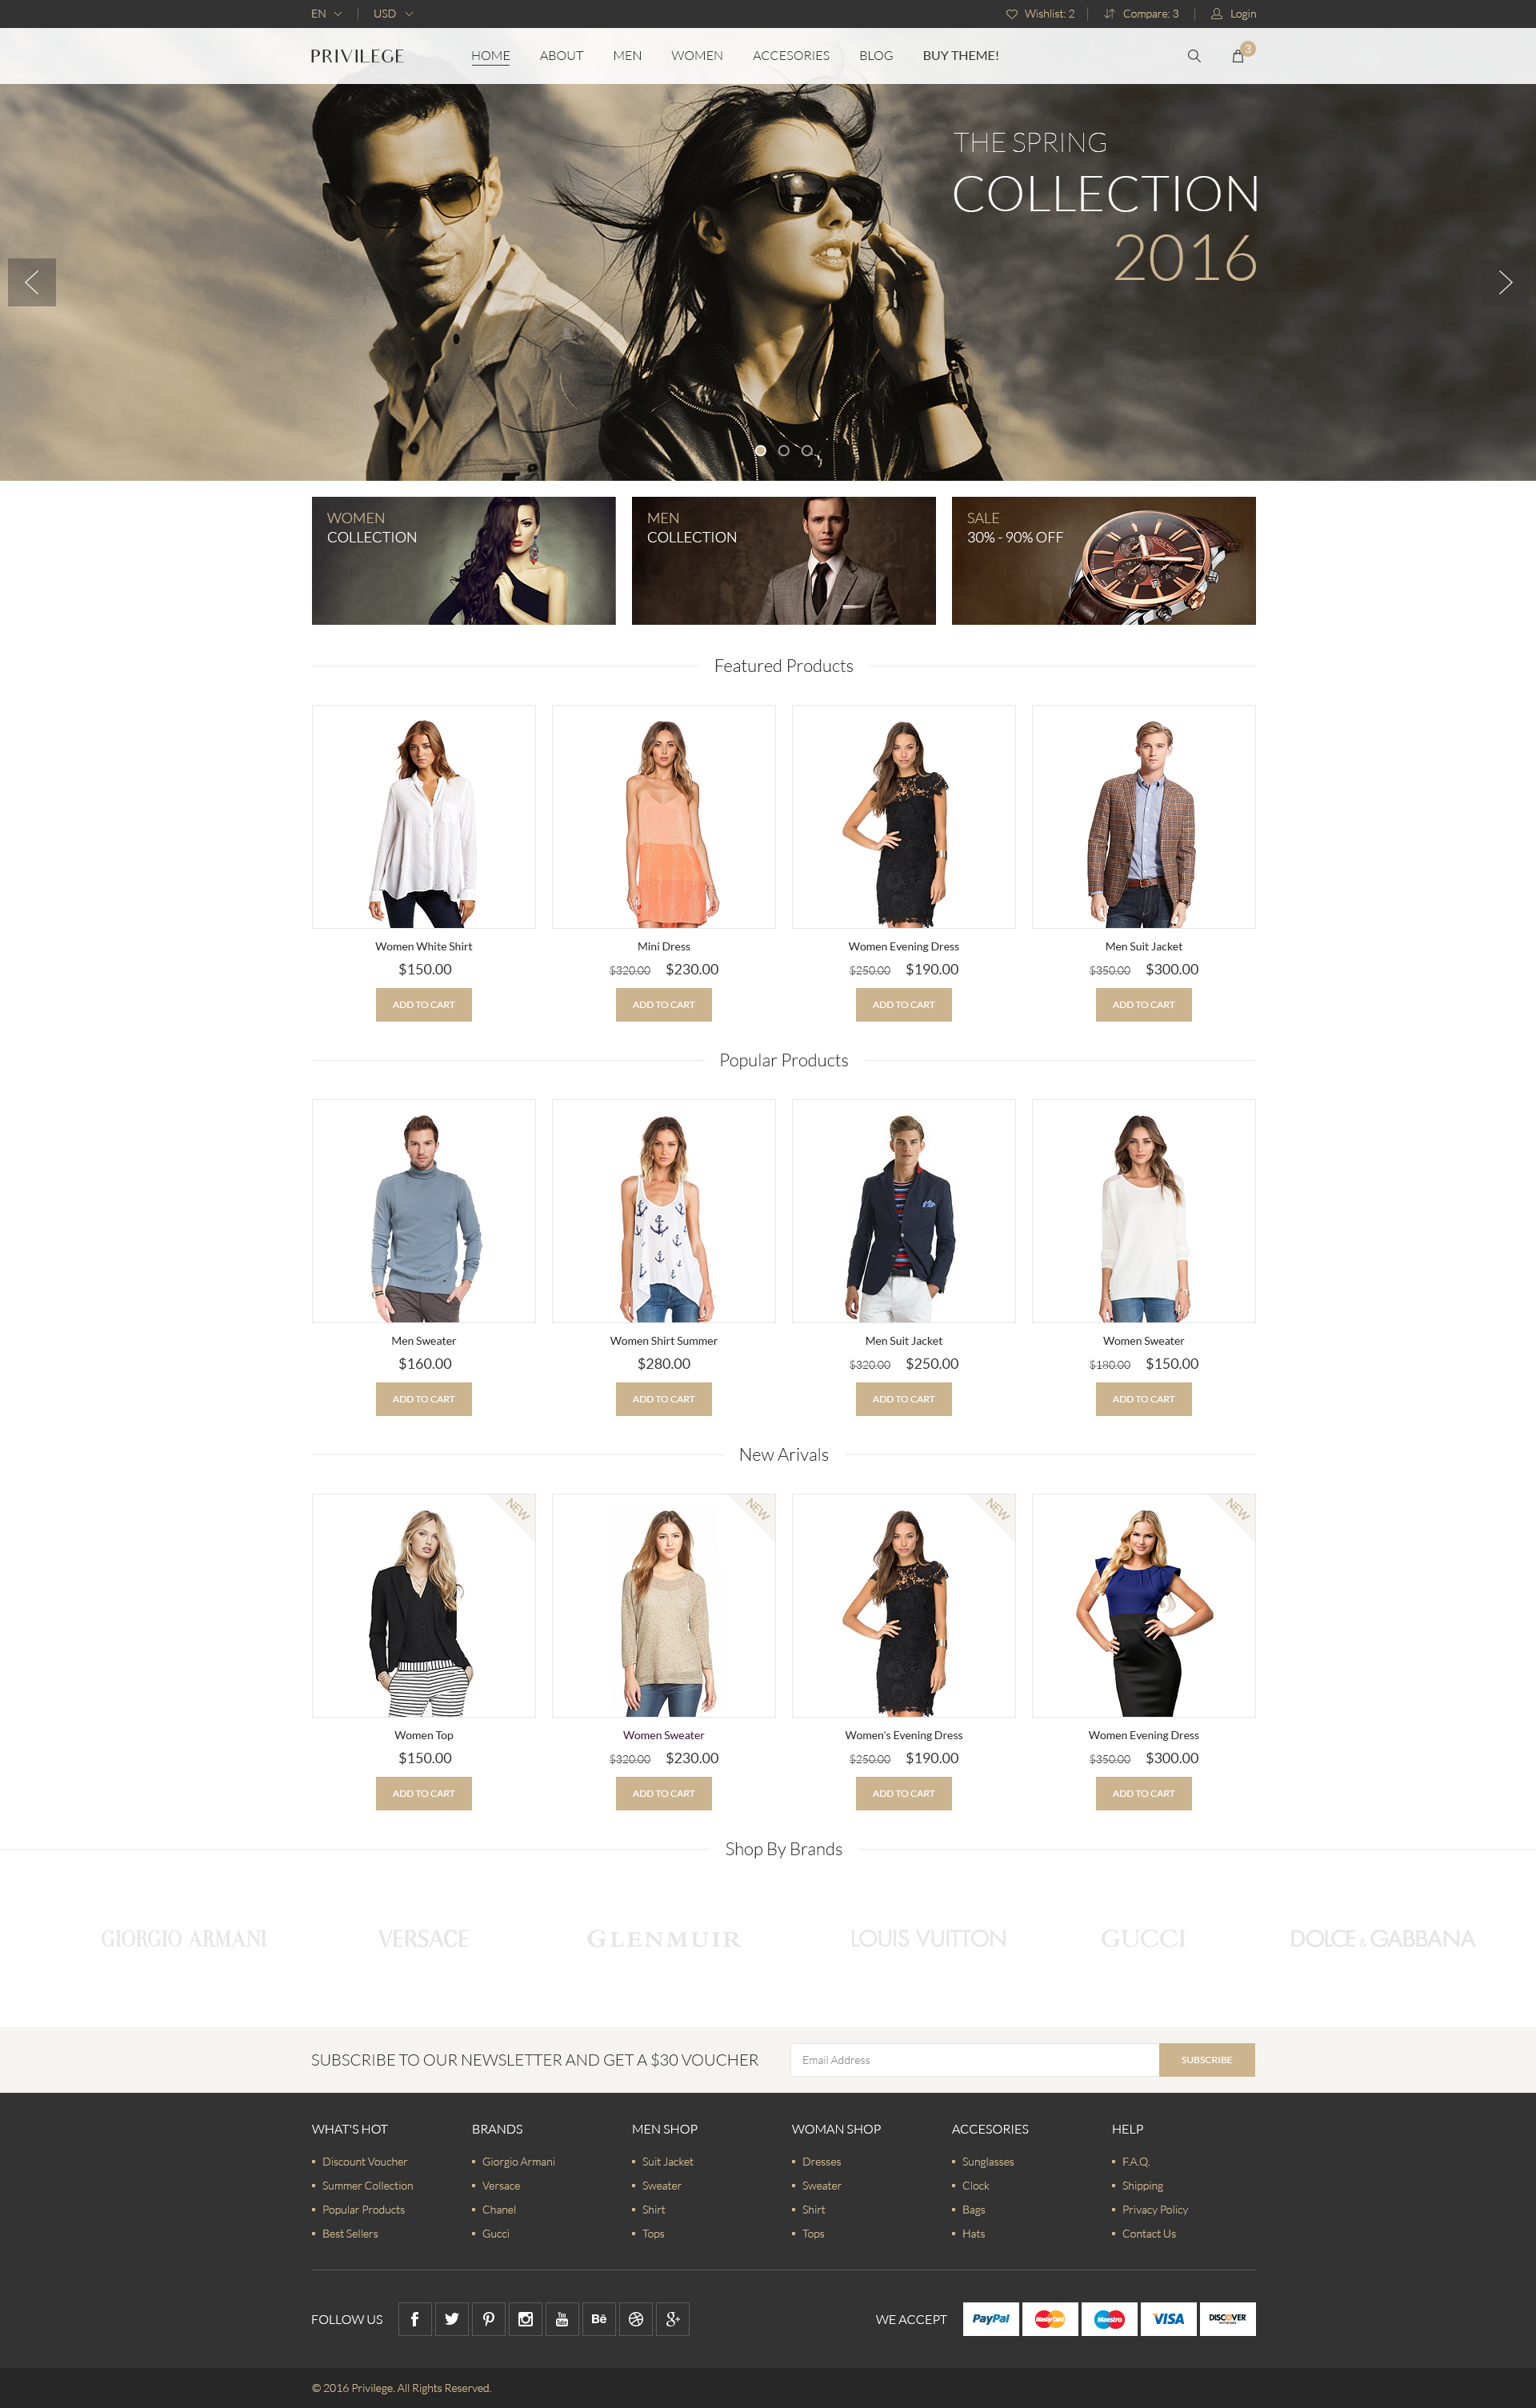 EN USD Wishlist: 2 Compare: 3 Login
PRIVILEGE HOME ABOUT MEN WOMEN ACCESORIES BLOG BUY THEME! 3
THE SPRING
COLLECTION
2016
WOMEN
COLLECTION
MEN
COLLECTION
SALE
30% - 90% OFF
Featured Products
Women White Shirt Mini Dress Women Evening Dress Men Suit Jacket
$150.00 $320.00 $230.00 $250.00 $190.00 $350.00 $300.00
ADD TO CART ADD TO CART ADD TO CART ADD TO CART
Popular Products
Men Sweater Women Shirt Summer Men Suit Jacket Women Sweater
$160.00 $280.00 $320.00 $250.00 $180.00 $150.00
ADD TO CART ADD TO CART ADD TO CART ADD TO CART
New Arivals
NEW NEW NEW NEW
Women Top Women Sweater Women's Evening Dress Women Evening Dress
$150.00 $320.00 $230.00 $250.00 $190.00 $350.00 $300.00
ADD TO CART ADD TO CART ADD TO CART ADD TO CART
Shop By Brands
GIORGIO ARMANI VERSACE GLENMUIR LOUIS VUITTON GUCCI DOLCE & GABBANA
SUBSCRIBE TO OUR NEWSLETTER AND GET A $30 VOUCHER Email Address SUBSCRIBE
WHAT'S HOT BRANDS MEN SHOP WOMAN SHOP ACCESORIES HELP
Discount Voucher Giorgio Armani Suit Jacket Dresses Sunglasses F.A.Q.
Summer Collection Versace Sweater Sweater Clock Shipping
Popular Products Chanel Shirt Shirt Bags Privacy Policy
Best Sellers Gucci Tops Tops Hats Contact Us
FOLLOW US You Tube Bē g+ WE ACCEPT PayPal MasterCard Maestro VISA DISCOVER
© 2016 Privilege. All Rights Reserved.